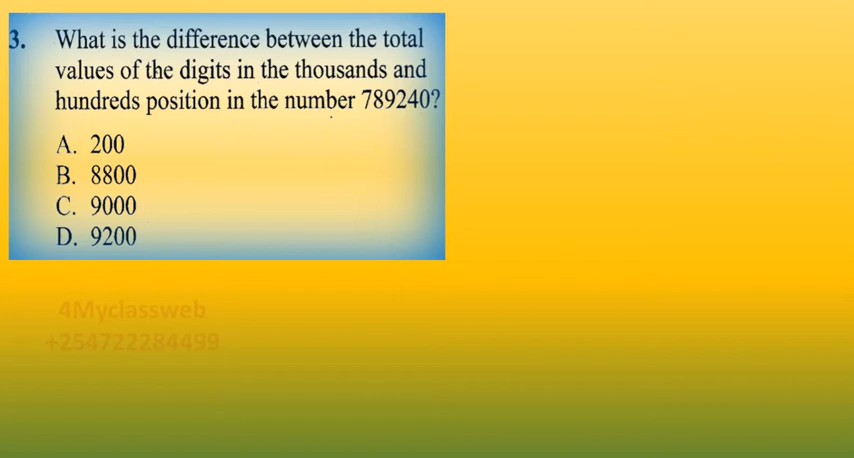 3. What is the difference between the total
values of the digits in the thousands and
hundreds position in the number 789240?
A. 200
B. 8800
C. 9000
D. 9200
4Myclassweb
+254722284499